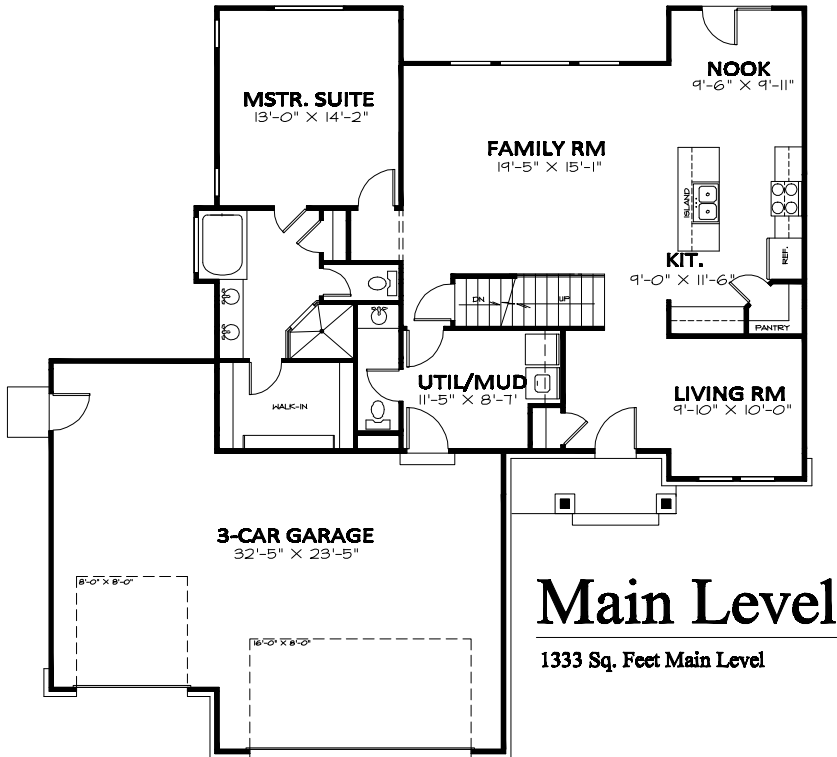 NOOK
9'-6" X 9'-11"
MSTR. SUITE
13'-0" X 14'-2"
FAMILY RM
19'-5" X 15'-1"
ISLAND
REF.
KIT.
9'-0" X 11'-6"
DN.
UP
PANTRY
UTIL/MUD
11'-5" X 8'-7'
LIVING RM
9'-10" X 10'-0"
WALK-IN
3-CAR GARAGE
32'-5" X 23'-5"
8'-0" X 8'-0"
Main Level
16'-0" X 8'-0"
1333 Sq. Feet Main Level